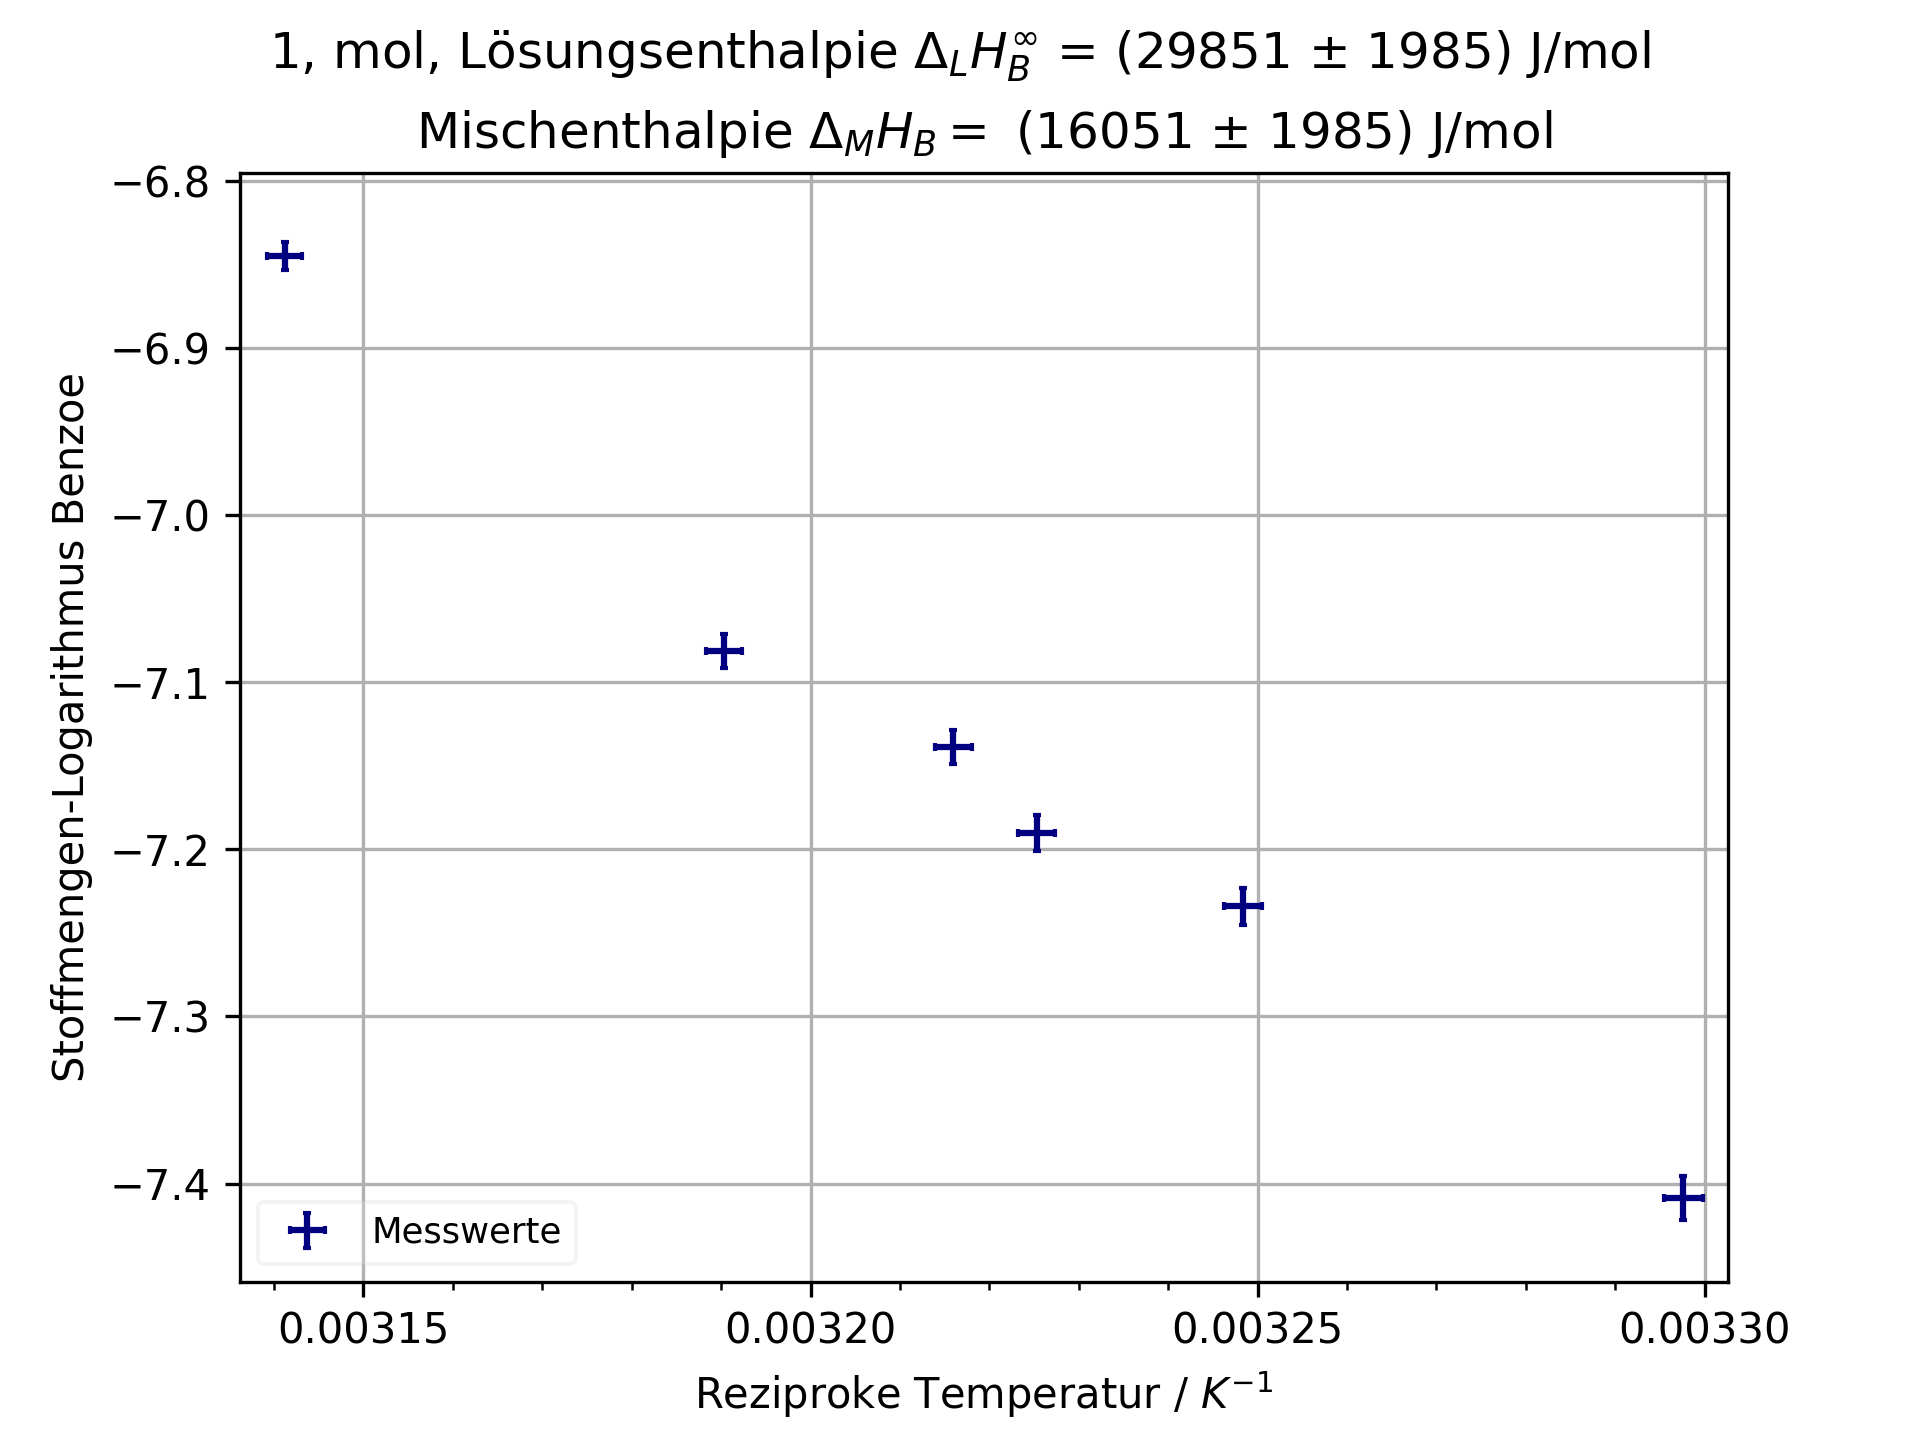 1, mol, Lösungsenthalpie Δ_L H_B^∞ = (29851 ± 1985) J/mol
Mischenthalpie Δ_M H_B = (16051 ± 1985) J/mol
−6.8
−6.9
−7.0
−7.1
−7.2
−7.3
−7.4
Stoffmengen-Logarithmus Benzoe
Messwerte
0.00315 0.00320 0.00325 0.00330
Reziproke Temperatur / K⁻¹